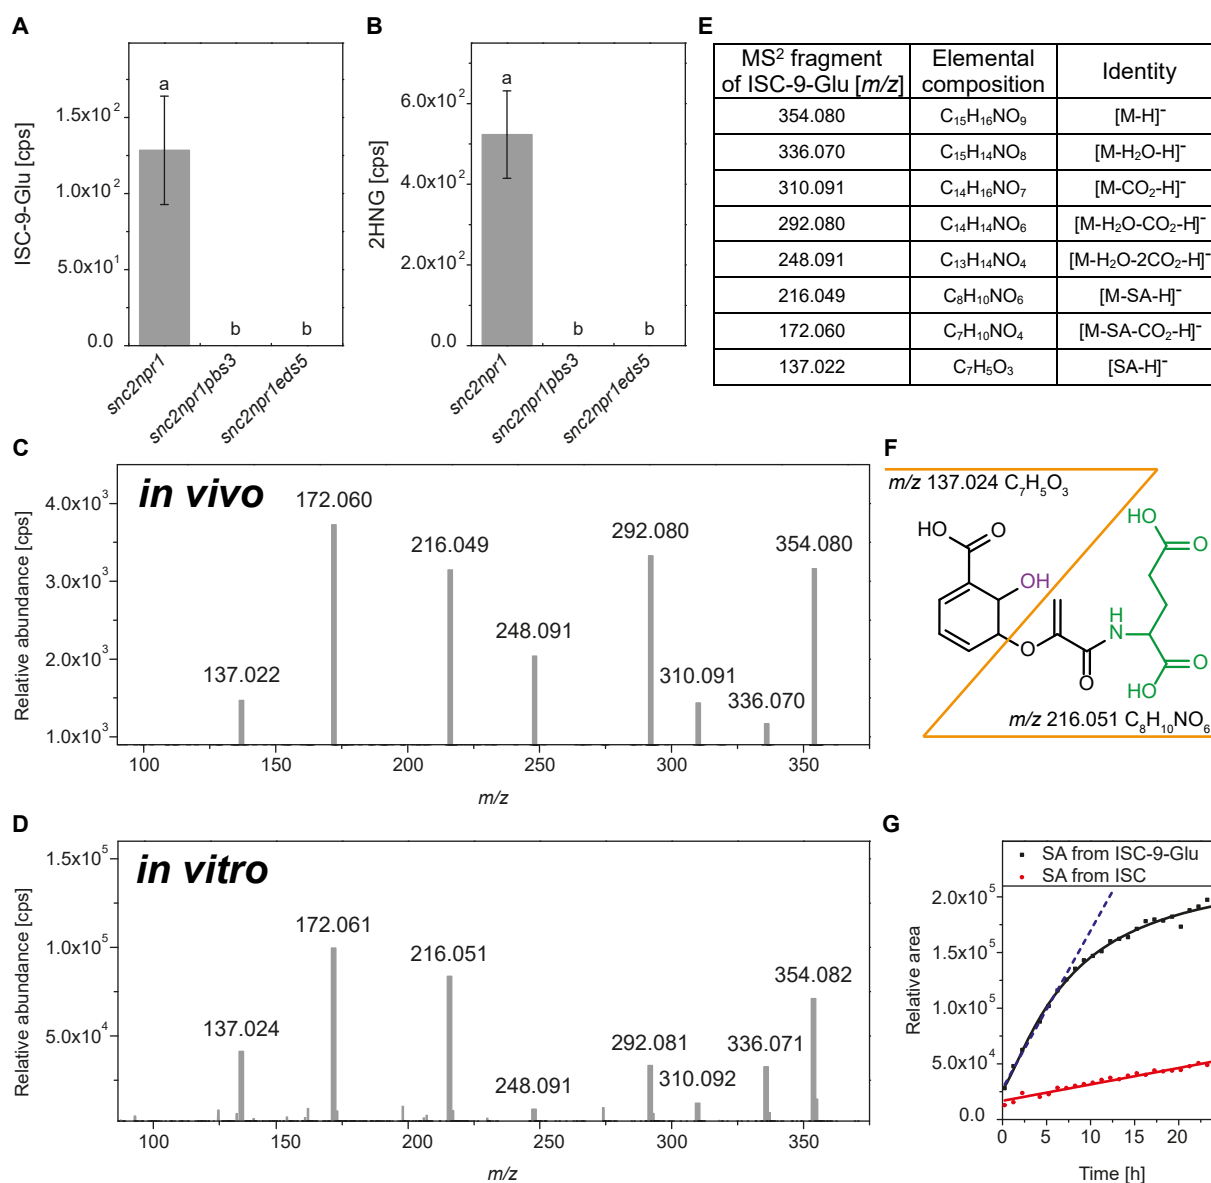 A
ISC-9-Glu [cps]
1.5x10²
1.0x10²
5.0x10¹
0.0
a
b
b
snc2npr1
snc2npr1pbs3
snc2npr1eds5
B
2HNG [cps]
6.0x10²
4.0x10²
2.0x10²
0.0
a
b
b
snc2npr1
snc2npr1pbs3
snc2npr1eds5
E
MS² fragment of ISC-9-Glu [m/z] Elemental composition Identity
354.080 C₁₅H₁₆NO₉ [M-H]⁻
336.070 C₁₅H₁₄NO₈ [M-H₂O-H]⁻
310.091 C₁₄H₁₆NO₇ [M-CO₂-H]⁻
292.080 C₁₄H₁₄NO₆ [M-H₂O-CO₂-H]⁻
248.091 C₁₃H₁₄NO₄ [M-H₂O-2CO₂-H]⁻
216.049 C₈H₁₀NO₆ [M-SA-H]⁻
172.060 C₇H₁₀NO₄ [M-SA-CO₂-H]⁻
137.022 C₇H₅O₃ [SA-H]⁻
C
in vivo
Relative abundance [cps]
4.0x10³
3.0x10³
2.0x10³
1.0x10³
137.022
172.060
216.049
248.091
292.080
310.091
336.070
354.080
100 150 200 250 300 350
m/z
F
m/z 137.024 C₇H₅O₃
HO
O
OH
O
O
H
N
HO
O
HO
O
m/z 216.051 C₈H₁₀NO₆
D
in vitro
Relative abundance [cps]
1.5x10⁵
1.0x10⁵
5.0x10⁴
137.024
172.061
216.051
248.091
292.081
310.092
336.071
354.082
100 150 200 250 300 350
m/z
G
SA from ISC-9-Glu
SA from ISC
Relative area
2.0x10⁵
1.5x10⁵
1.0x10⁵
5.0x10⁴
0.0
0 5 10 15 20
Time [h]